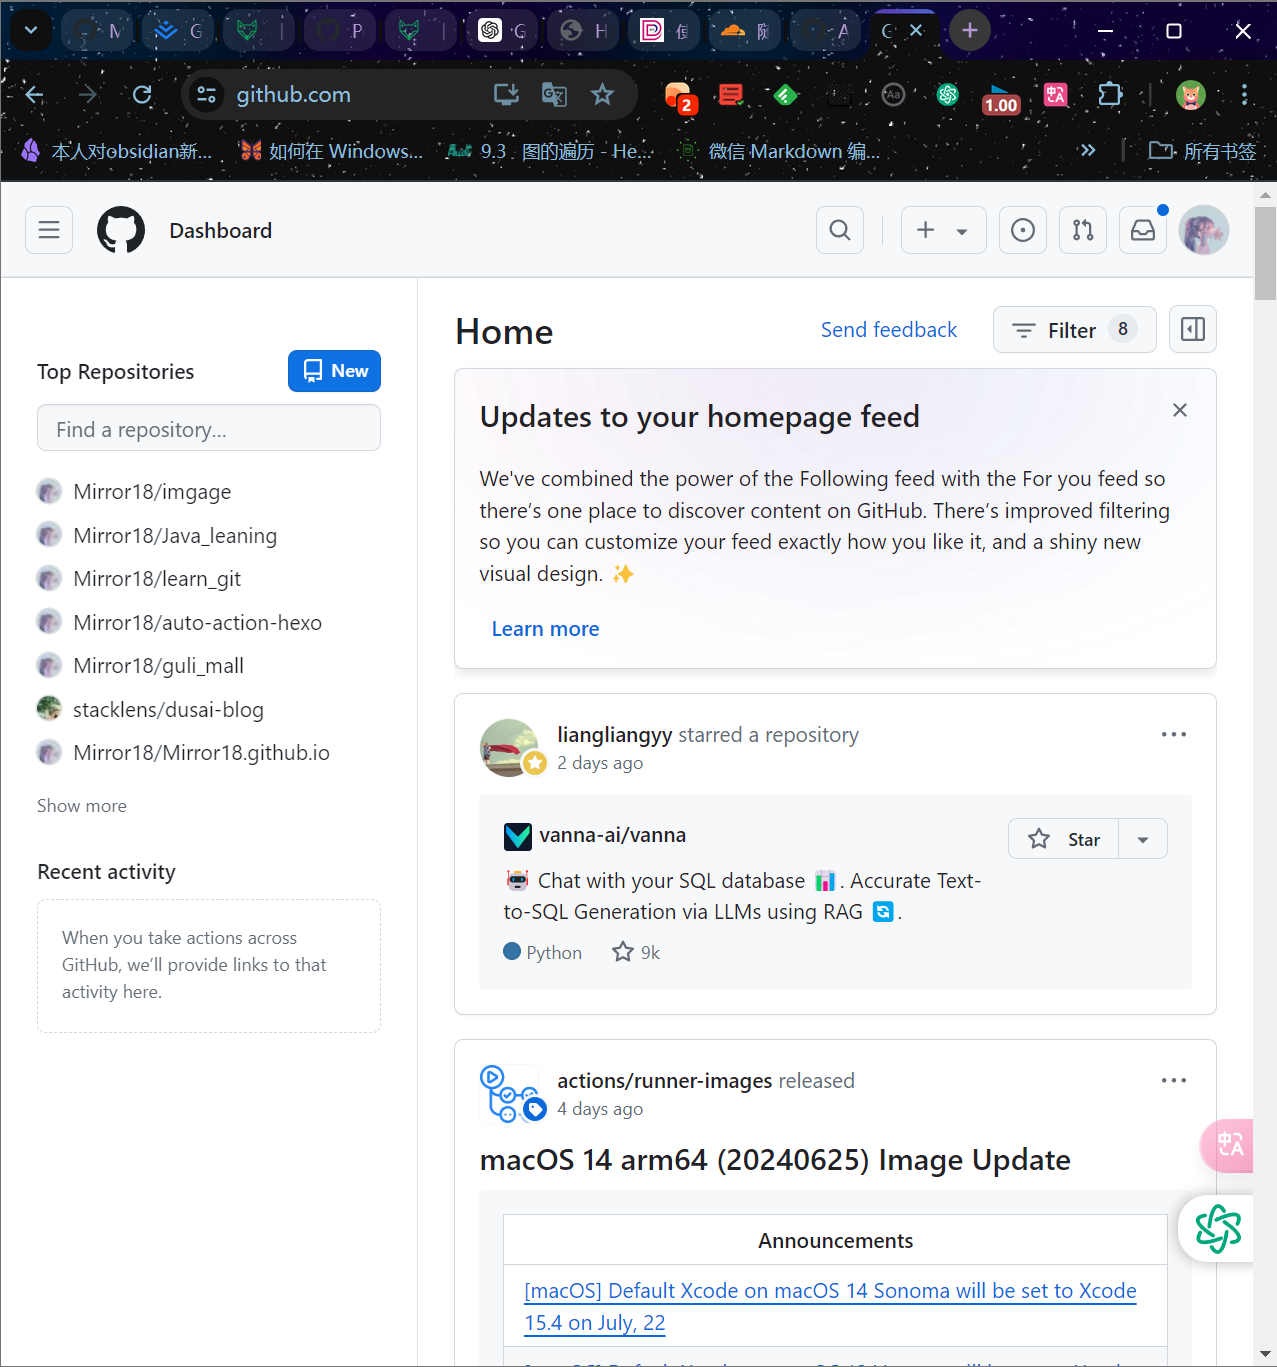 M
G
P
G
H
A
G
github.com
2
Aa
1.00
中A
本人对obsidian新...
如何在 Windows...
9.3 图的遍历 - He...
微信 Markdown 编...
所有书签
Dashboard
Home
Send feedback
Filter 8
Top Repositories
New
Find a repository...
Mirror18/imgage
Mirror18/Java_leaning
Mirror18/learn_git
Mirror18/auto-action-hexo
Mirror18/guli_mall
stacklens/dusai-blog
Mirror18/Mirror18.github.io
Show more
Recent activity
When you take actions across
GitHub, we’ll provide links to that
activity here.
Updates to your homepage feed
We've combined the power of the Following feed with the For you feed so
there’s one place to discover content on GitHub. There’s improved filtering
so you can customize your feed exactly how you like it, and a shiny new
visual design. ✨
Learn more
liangliangyy starred a repository
2 days ago
vanna-ai/vanna
Star
🤖 Chat with your SQL database 📊. Accurate Text-
to-SQL Generation via LLMs using RAG 🔄.
Python 9k
actions/runner-images released
4 days ago
macOS 14 arm64 (20240625) Image Update
中A
Announcements
[macOS] Default Xcode on macOS 14 Sonoma will be set to Xcode
15.4 on July, 22